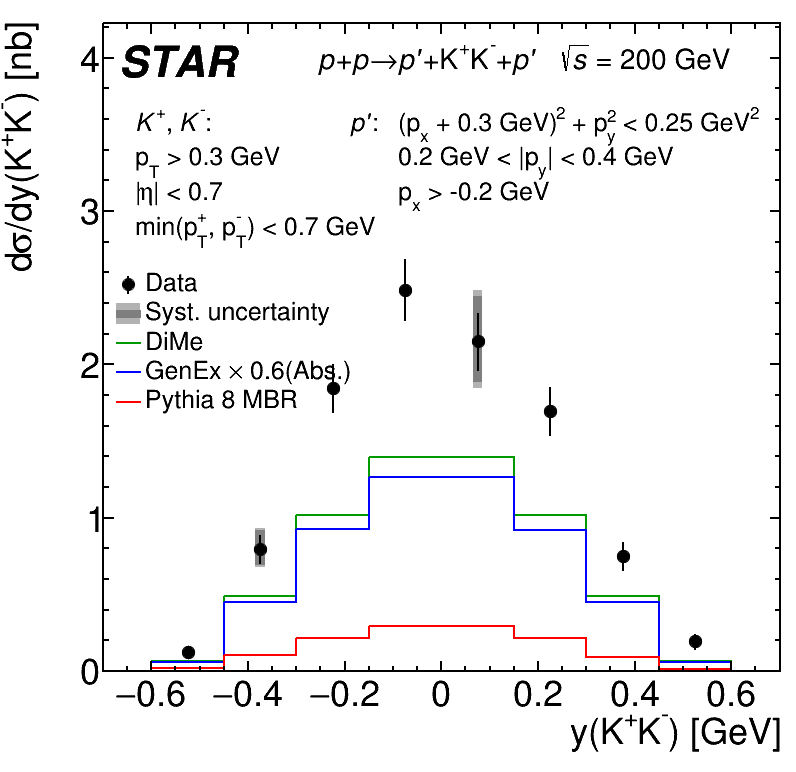 STAR p+p→p′+K⁺K⁻+p′ √s = 200 GeV
K⁺, K⁻: p′: (pₓ + 0.3 GeV)² + p_y² < 0.25 GeV²
p_T > 0.3 GeV 0.2 GeV < |p_y| < 0.4 GeV
|η| < 0.7 pₓ > -0.2 GeV
min(p_T⁺, p_T⁻) < 0.7 GeV
Data
Syst. uncertainty
DiMe
GenEx × 0.6(Abs.)
Pythia 8 MBR
dσ/dy(K⁺K⁻) [nb]
4
3
2
1
0
−0.6 −0.4 −0.2 0 0.2 0.4 0.6
y(K⁺K⁻) [GeV]